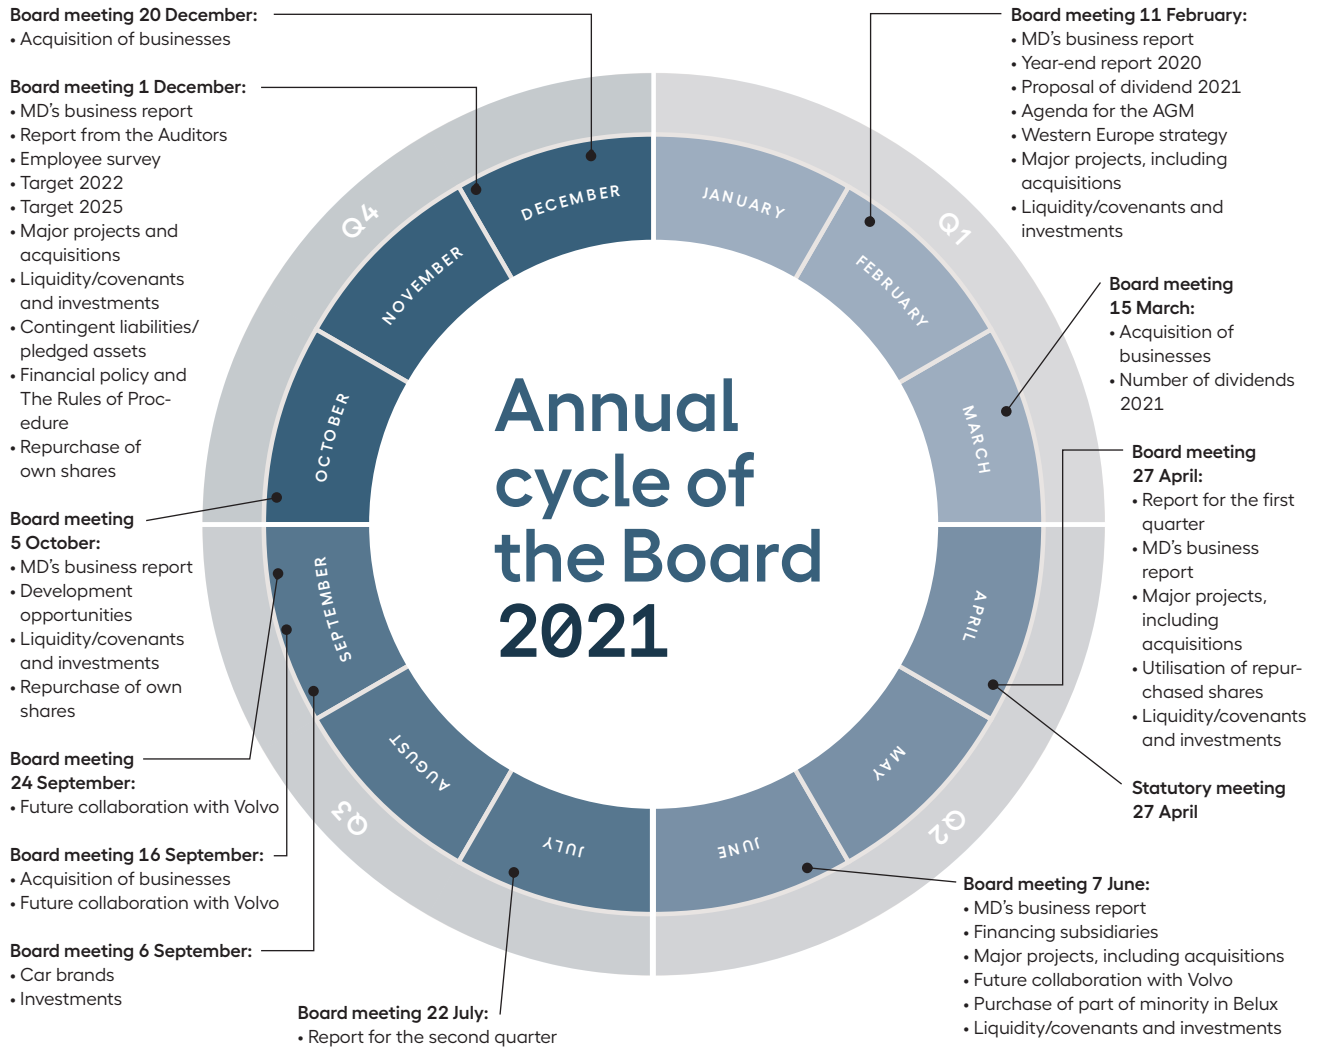 Board meeting 20 December:
• Acquisition of businesses
Board meeting 1 December:
• MD's business report
• Report from the Auditors
• Employee survey
• Target 2022
• Target 2025
• Major projects and
acquisitions
• Liquidity/covenants
and investments
• Contingent liabilities/
pledged assets
• Financial policy and
The Rules of Proc-
edure
• Repurchase of
own shares
Board meeting
5 October:
• MD's business report
• Development
opportunities
• Liquidity/covenants
and investments
• Repurchase of own
shares
Board meeting
24 September:
• Future collaboration with Volvo
Board meeting 16 September:
• Acquisition of businesses
• Future collaboration with Volvo
Board meeting 6 September:
• Car brands
• Investments
Board meeting 22 July:
• Report for the second quarter
Annual
cycle of
the Board
2021
Q1
JANUARY
FEBRUARY
MARCH
Q2
APRIL
MAY
JUNE
Q3
JULY
AUGUST
SEPTEMBER
Q4
OCTOBER
NOVEMBER
DECEMBER
Board meeting 11 February:
• MD's business report
• Year-end report 2020
• Proposal of dividend 2021
• Agenda for the AGM
• Western Europe strategy
• Major projects, including
acquisitions
• Liquidity/covenants and
investments
Board meeting
15 March:
• Acquisition of
businesses
• Number of dividends
2021
Board meeting
27 April:
• Report for the first
quarter
• MD's business
report
• Major projects,
including
acquisitions
• Utilisation of repur-
chased shares
• Liquidity/covenants
and investments
Statutory meeting
27 April
Board meeting 7 June:
• MD's business report
• Financing subsidiaries
• Major projects, including acquisitions
• Future collaboration with Volvo
• Purchase of part of minority in Belux
• Liquidity/covenants and investments